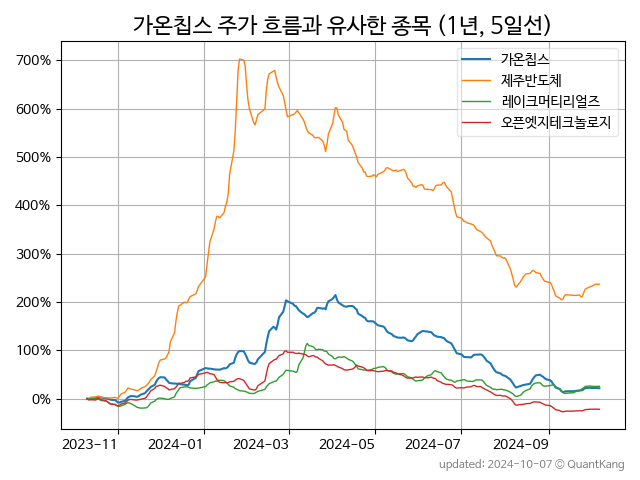 가온칩스 주가 흐름과 유사한 종목 (1년, 5일선)
가온칩스
제주반도체
레이크머티리얼즈
오픈엣지테크놀로지
700%
600%
500%
400%
300%
200%
100%
0%
2023-11 2024-01 2024-03 2024-05 2024-07 2024-09
updated: 2024-10-07 © QuantKang